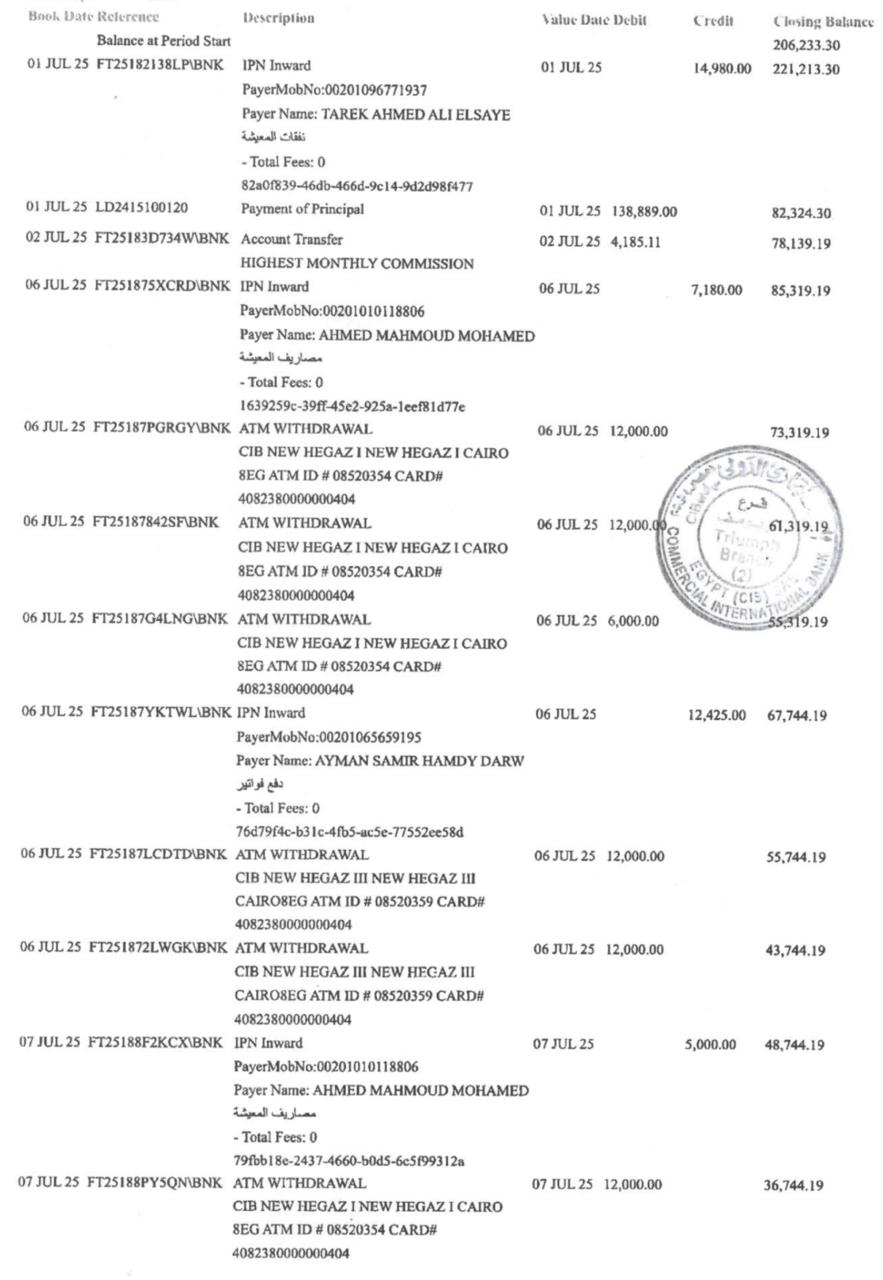 Book Date Reference Description Value Date Debit Credit Closing Balance
Balance at Period Start 206,233.30
01 JUL 25 FT25182138LP\BNK IPN Inward 01 JUL 25 14,980.00 221,213.30
PayerMobNo:00201096771937
Payer Name: TAREK AHMED ALI ELSAYE
نفقات المعيشة
- Total Fees: 0
82a0f839-46db-466d-9c14-9d2d98f477
01 JUL 25 LD2415100120 Payment of Principal 01 JUL 25 138,889.00 82,324.30
02 JUL 25 FT25183D734W\BNK Account Transfer 02 JUL 25 4,185.11 78,139.19
HIGHEST MONTHLY COMMISSION
06 JUL 25 FT251875XCRD\BNK IPN Inward 06 JUL 25 7,180.00 85,319.19
PayerMobNo:00201010118806
Payer Name: AHMED MAHMOUD MOHAMED
مصاريف المعيشة
- Total Fees: 0
1639259c-39ff-45e2-925a-1eef81d77e
06 JUL 25 FT25187PGRGY\BNK ATM WITHDRAWAL 06 JUL 25 12,000.00 73,319.19
CIB NEW HEGAZ I NEW HEGAZ I CAIRO
8EG ATM ID # 08520354 CARD#
4082380000000404
06 JUL 25 FT25187842SF\BNK ATM WITHDRAWAL 06 JUL 25 12,000.00 61,319.19
CIB NEW HEGAZ I NEW HEGAZ I CAIRO
8EG ATM ID # 08520354 CARD#
4082380000000404
فرع
Triumph
Branch
(2)
EGYPT (CIB)
COMMERCIAL INTERNATIONAL BANK
06 JUL 25 FT25187G4LNG\BNK ATM WITHDRAWAL 06 JUL 25 6,000.00 55,319.19
CIB NEW HEGAZ I NEW HEGAZ I CAIRO
8EG ATM ID # 08520354 CARD#
4082380000000404
06 JUL 25 FT25187YKTWL\BNK IPN Inward 06 JUL 25 12,425.00 67,744.19
PayerMobNo:00201065659195
Payer Name: AYMAN SAMIR HAMDY DARW
دفع فواتير
- Total Fees: 0
76d79f4c-b31c-4fb5-ac5e-77552ee58d
06 JUL 25 FT25187LCDTD\BNK ATM WITHDRAWAL 06 JUL 25 12,000.00 55,744.19
CIB NEW HEGAZ III NEW HEGAZ III
CAIRO8EG ATM ID # 08520359 CARD#
4082380000000404
06 JUL 25 FT251872LWGK\BNK ATM WITHDRAWAL 06 JUL 25 12,000.00 43,744.19
CIB NEW HEGAZ III NEW HEGAZ III
CAIRO8EG ATM ID # 08520359 CARD#
4082380000000404
07 JUL 25 FT25188F2KCX\BNK IPN Inward 07 JUL 25 5,000.00 48,744.19
PayerMobNo:00201010118806
Payer Name: AHMED MAHMOUD MOHAMED
مصاريف المعيشة
- Total Fees: 0
79fbb18e-2437-4660-b0d5-6c5f99312a
07 JUL 25 FT25188PY5QN\BNK ATM WITHDRAWAL 07 JUL 25 12,000.00 36,744.19
CIB NEW HEGAZ I NEW HEGAZ I CAIRO
8EG ATM ID # 08520354 CARD#
4082380000000404